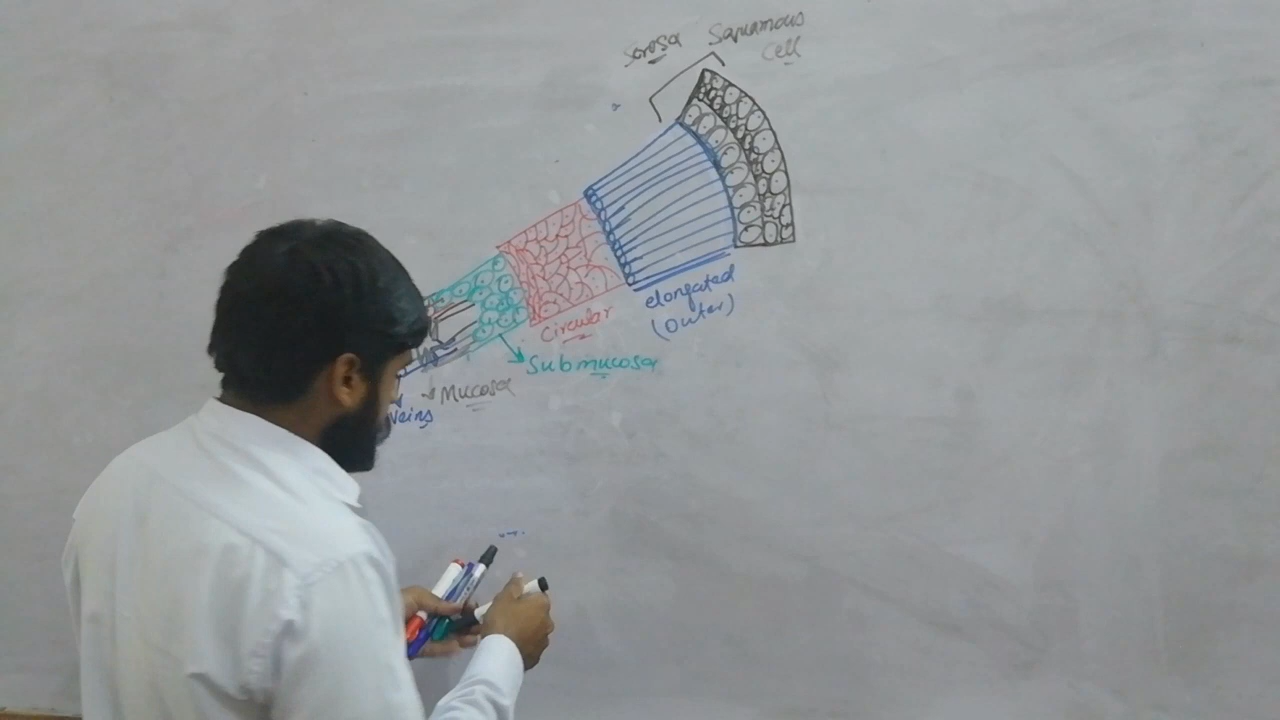 Serosa
Squamous
Cell
elongated
(Outer)
Circular
Submucosa
Mucosa
Veins